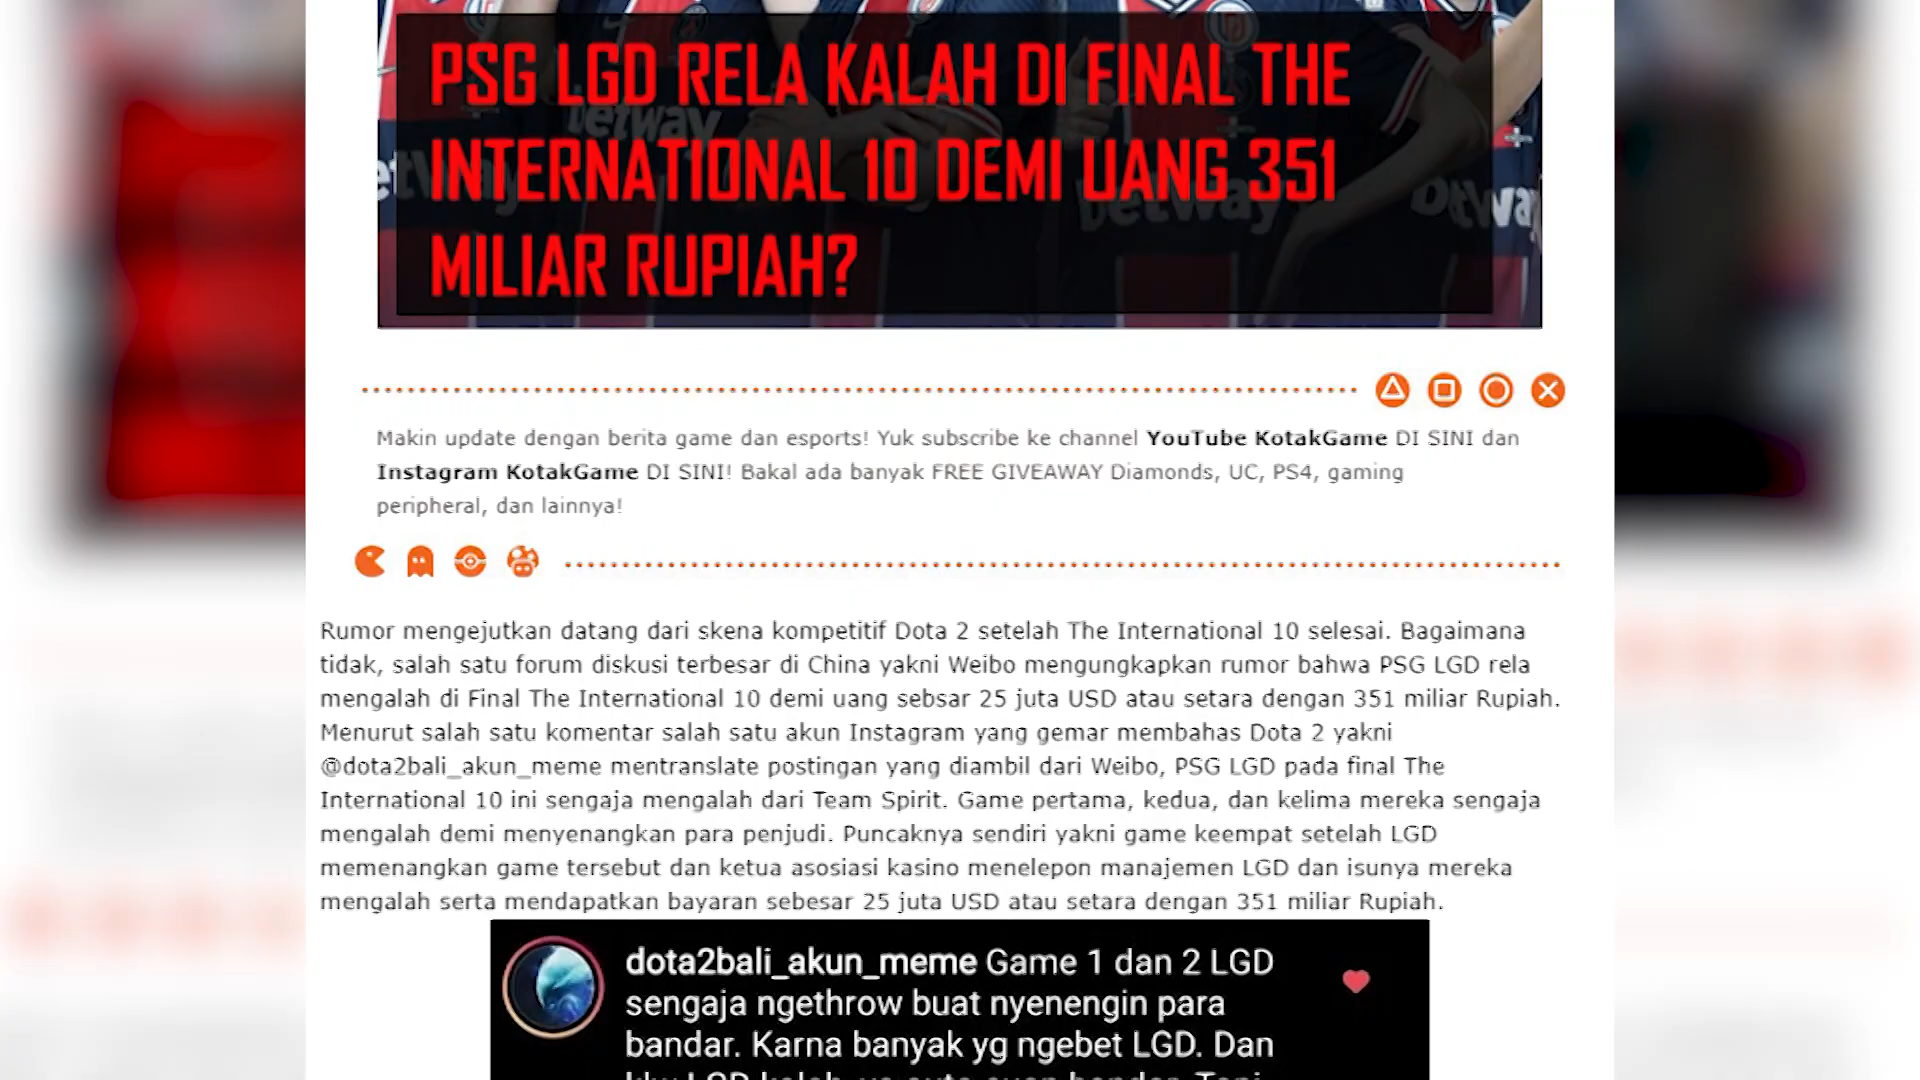 PSG LGD RELA KALAH DI FINAL THE
INTERNATIONAL 10 DEMI UANG 351
MILIAR RUPIAH?
betway
betway
Makin update dengan berita game dan esports! Yuk subscribe ke channel YouTube KotakGame DI SINI dan
Instagram KotakGame DI SINI! Bakal ada banyak FREE GIVEAWAY Diamonds, UC, PS4, gaming
peripheral, dan lainnya!
Rumor mengejutkan datang dari skena kompetitif Dota 2 setelah The International 10 selesai. Bagaimana
tidak, salah satu forum diskusi terbesar di China yakni Weibo mengungkapkan rumor bahwa PSG LGD rela
mengalah di Final The International 10 demi uang sebsar 25 juta USD atau setara dengan 351 miliar Rupiah.
Menurut salah satu komentar salah satu akun Instagram yang gemar membahas Dota 2 yakni
@dota2bali_akun_meme mentranslate postingan yang diambil dari Weibo, PSG LGD pada final The
International 10 ini sengaja mengalah dari Team Spirit. Game pertama, kedua, dan kelima mereka sengaja
mengalah demi menyenangkan para penjudi. Puncaknya sendiri yakni game keempat setelah LGD
memenangkan game tersebut dan ketua asosiasi kasino menelepon manajemen LGD dan isunya mereka
mengalah serta mendapatkan bayaran sebesar 25 juta USD atau setara dengan 351 miliar Rupiah.
dota2bali_akun_meme Game 1 dan 2 LGD
sengaja ngethrow buat nyenengin para
bandar. Karna banyak yg ngebet LGD. Dan